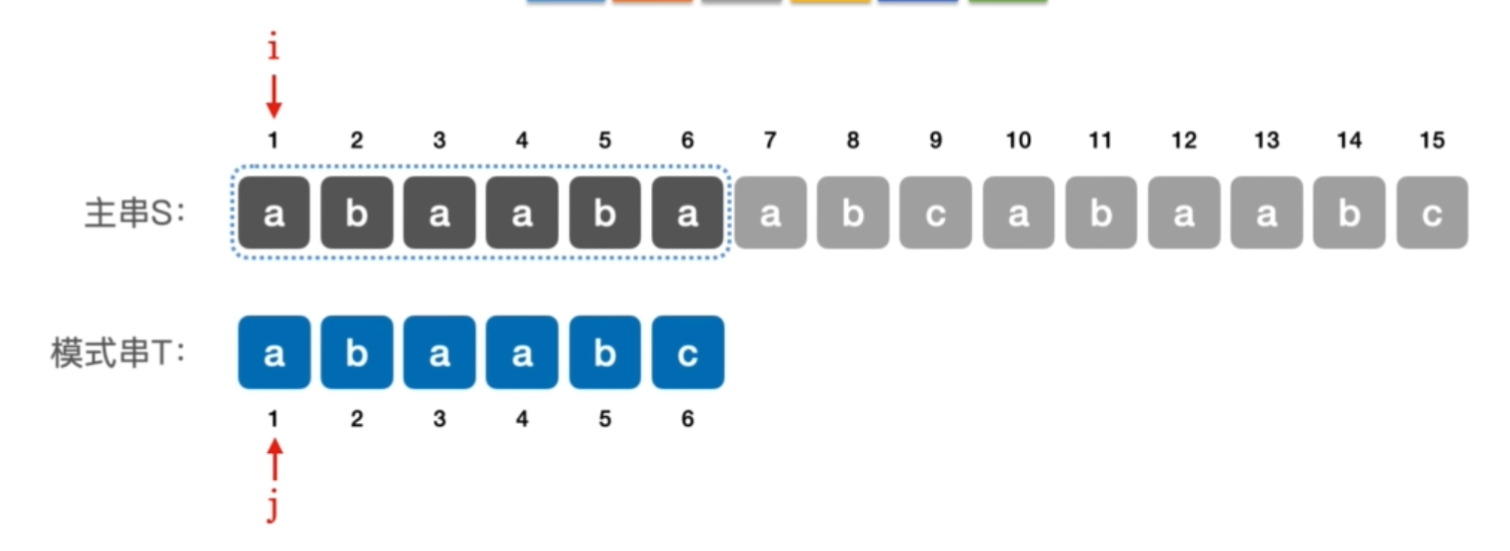 i
1 2 3 4 5 6 7 8 9 10 11 12 13 14 15
主串S: a b a a b a a b c a b a a b c
模式串T: a b a a b c
1 2 3 4 5 6
j